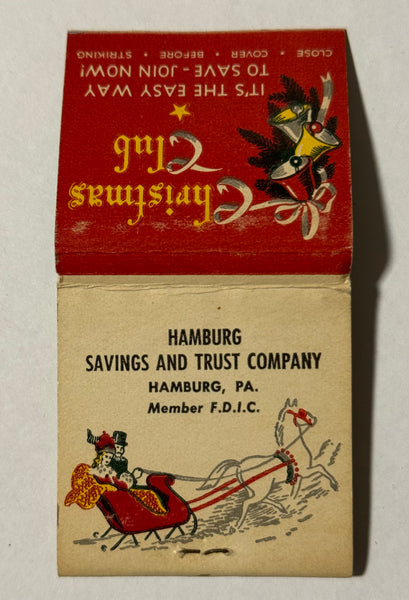 Christmas
Club
IT'S THE EASY WAY
TO SAVE - JOIN NOW!
CLOSE • COVER • BEFORE • STRIKING
HAMBURG
SAVINGS AND TRUST COMPANY
HAMBURG, PA.
Member F.D.I.C.